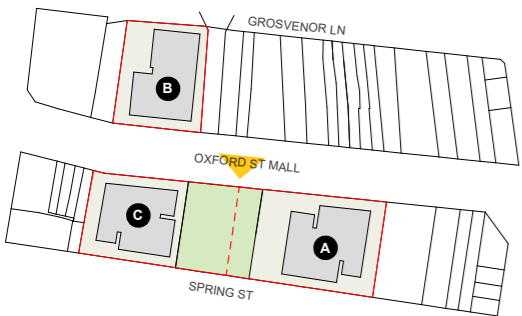 GROSVENOR LN
B
OXFORD ST MALL
C
A
SPRING ST